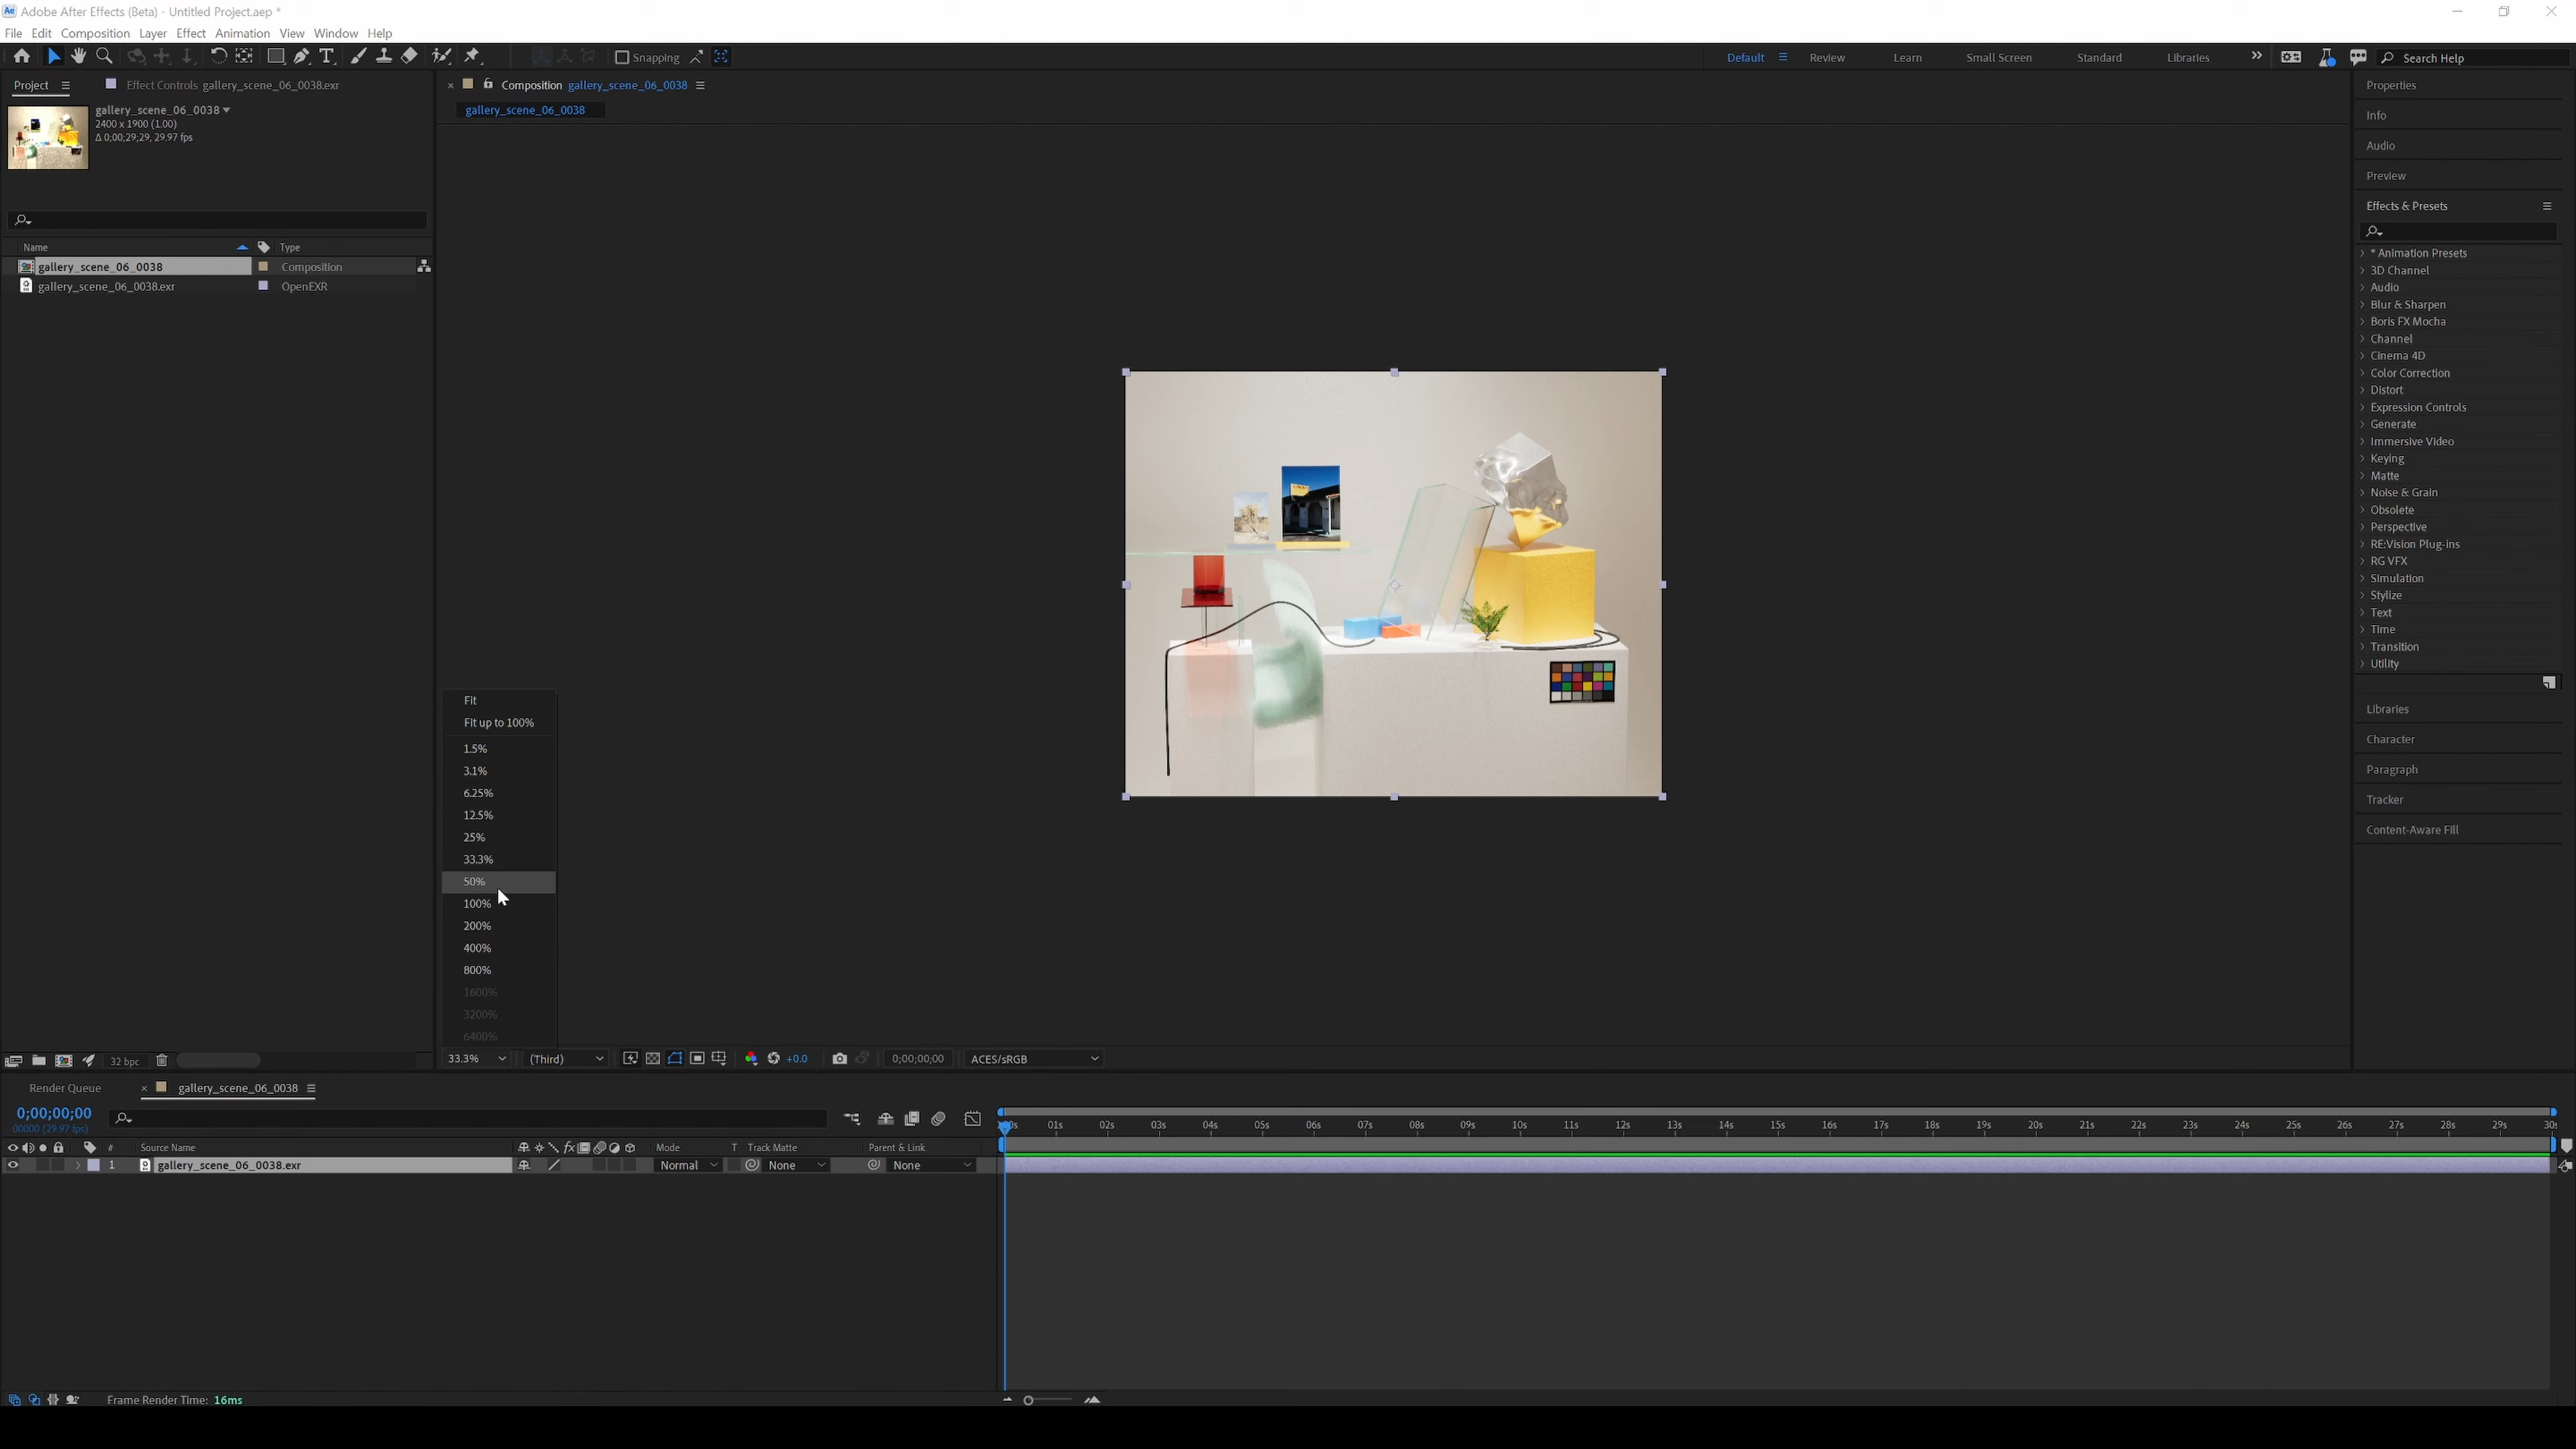 Ae Adobe After Effects (Beta) - Untitled Project.aep *
File Edit Composition Layer Effect Animation View Window Help
Snapping
Default Review Learn Small Screen Standard Libraries Search Help
Project Effect Controls gallery_scene_06_0038.exr
gallery_scene_06_0038
2400 x 1900 (1.00)
Δ 0;00;29;29, 29.97 fps
Name Type
gallery_scene_06_0038 Composition
gallery_scene_06_0038.exr OpenEXR
Composition gallery_scene_06_0038
gallery_scene_06_0038
Fit
Fit up to 100%
1.5%
3.1%
6.25%
12.5%
25%
33.3%
50%
100%
200%
400%
800%
1600%
3200%
6400%
32 bpc
33.3% (Third) +0.0 0;00;00;00 ACES/sRGB
Properties
Info
Audio
Preview
Effects & Presets
* Animation Presets
3D Channel
Audio
Blur & Sharpen
Boris FX Mocha
Channel
Cinema 4D
Color Correction
Distort
Expression Controls
Generate
Immersive Video
Keying
Matte
Noise & Grain
Obsolete
Perspective
RE:Vision Plug-ins
RG VFX
Simulation
Stylize
Text
Time
Transition
Utility
Libraries
Character
Paragraph
Tracker
Content-Aware Fill
Render Queue gallery_scene_06_0038
0;00;00;00
00000 (29.97 fps)
01s 02s 03s 04s 05s 06s 07s 08s 09s 10s 11s 12s 13s 14s 15s 16s 17s 18s 19s 20s 21s 22s 23s 24s 25s 26s 27s 28s 29s
# Source Name fx Mode T Track Matte Parent & Link
1 gallery_scene_06_0038.exr Normal None None
Frame Render Time: 16ms